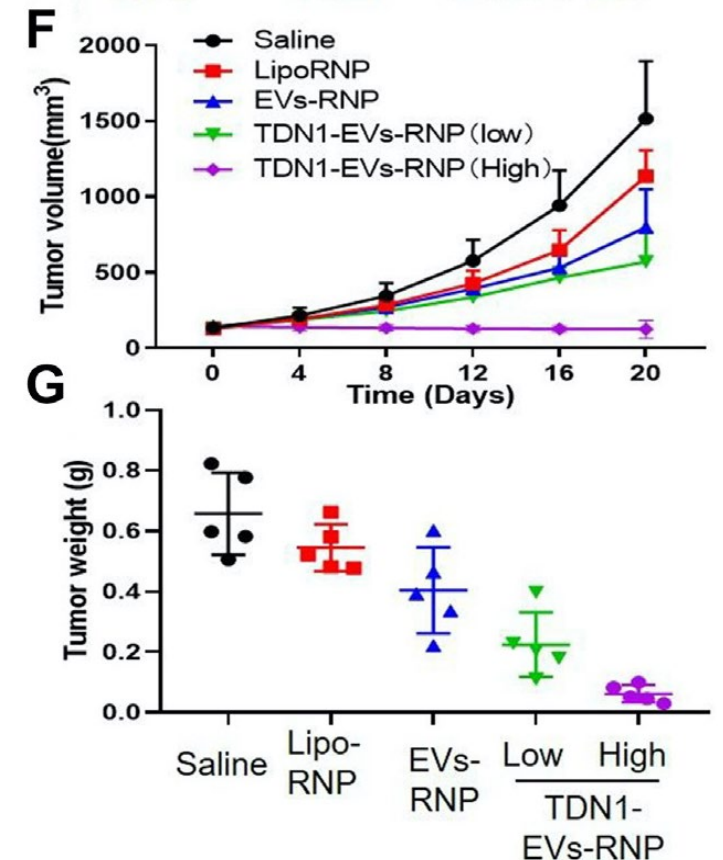 F
2000
1500
1000
500
0
Tumor volume(mm³)
Saline
LipoRNP
EVs-RNP
TDN1-EVs-RNP(low)
TDN1-EVs-RNP(High)
0 4 8 12 16 20
Time (Days)
G
1.0
0.8
0.6
0.4
0.2
0.0
Tumor weight (g)
Saline
Lipo-
RNP
EVs-
RNP
Low High
TDN1-
EVs-RNP